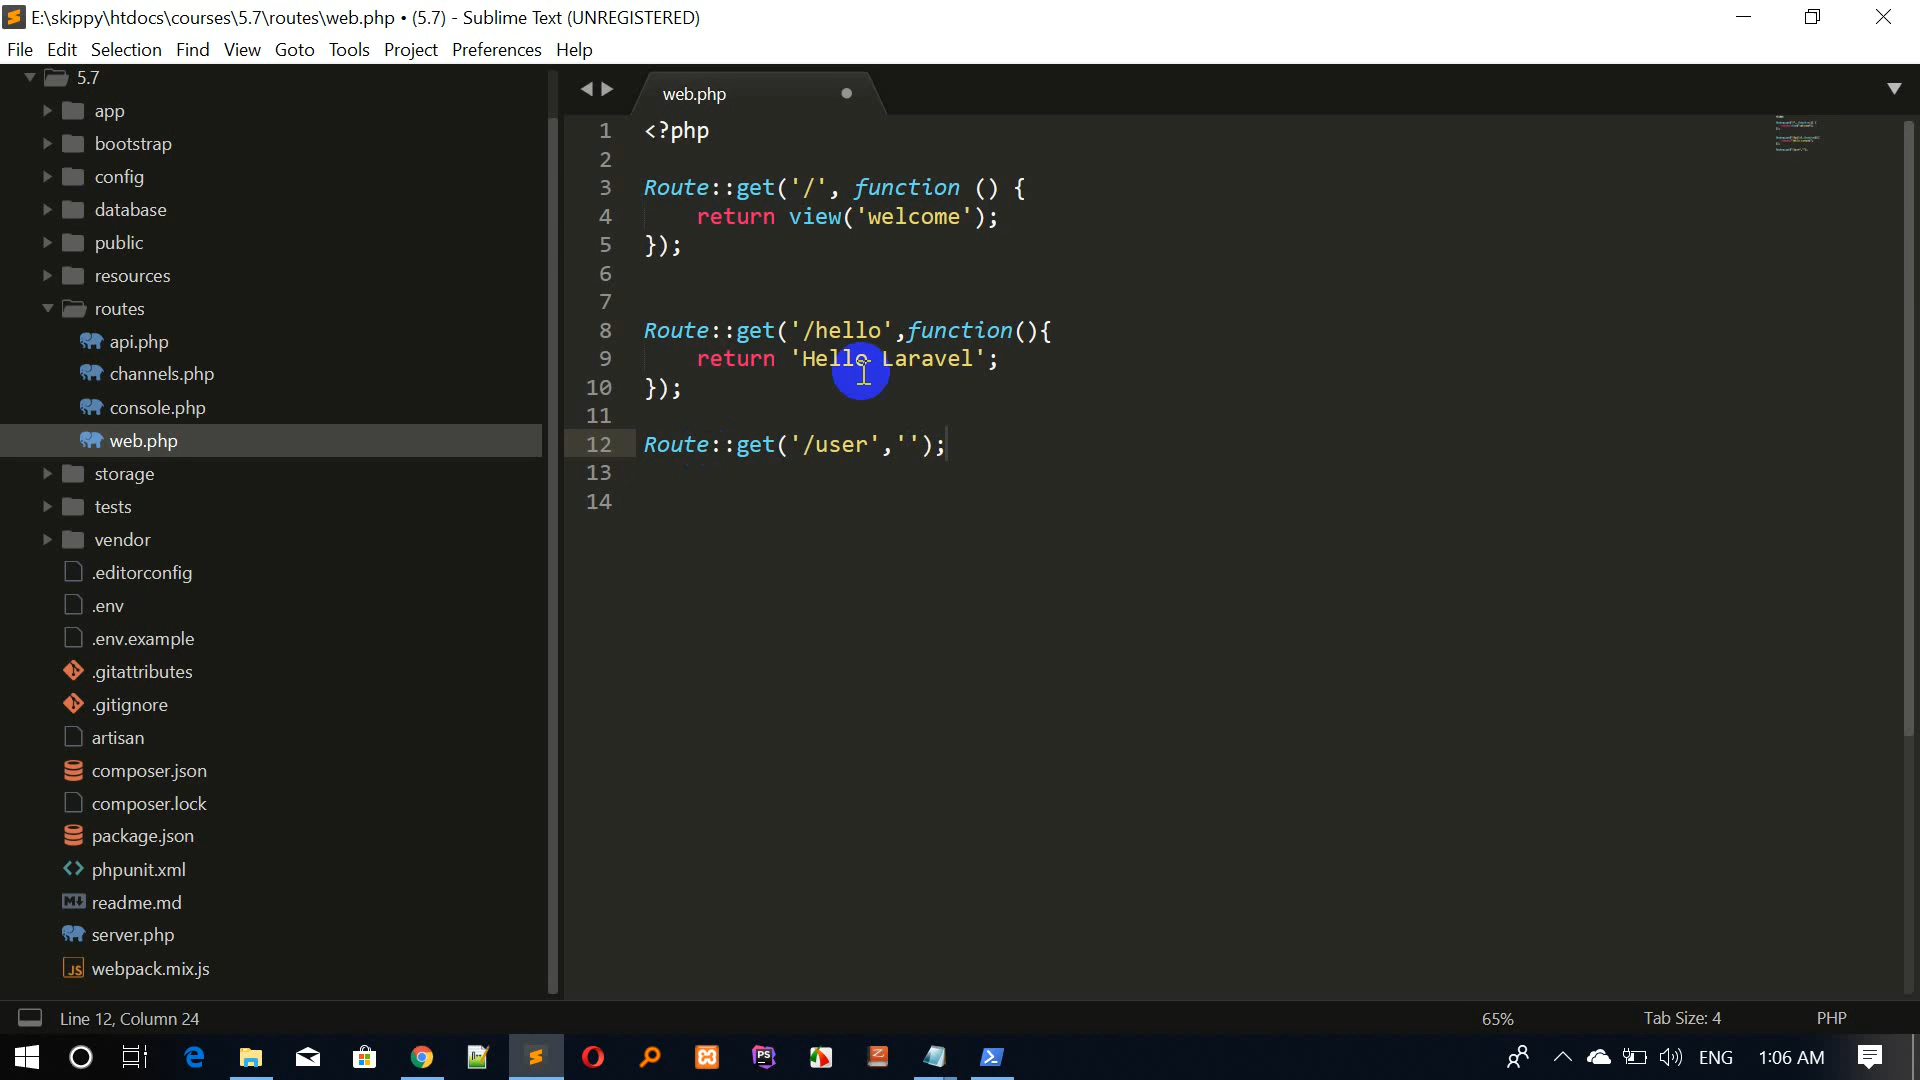 E:\skippy\htdocs\courses\5.7\routes\web.php • (5.7) - Sublime Text (UNREGISTERED)
File Edit Selection Find View Goto Tools Project Preferences Help
5.7
app
bootstrap
config
database
public
resources
routes
api.php
channels.php
console.php
web.php
storage
tests
vendor
.editorconfig
.env
.env.example
.gitattributes
.gitignore
artisan
composer.json
composer.lock
package.json
phpunit.xml
readme.md
server.php
webpack.mix.js
web.php
1 <?php
2
3 Route::get('/', function () {
4     return view('welcome');
5 });
6
7
8 Route::get('/hello',function(){
9     return 'Hello Laravel';
10 });
11
12 Route::get('/user','');
13
14
Line 12, Column 24
65%
Tab Size: 4
PHP
ENG 1:06 AM